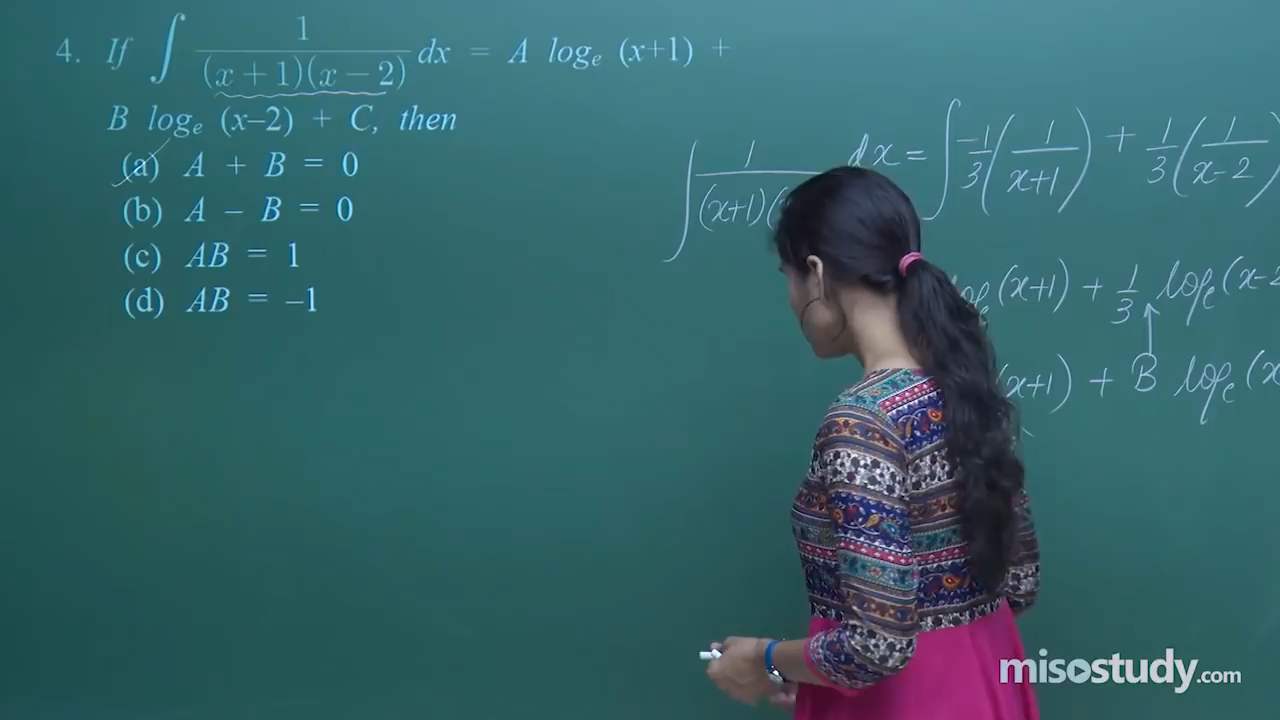 4. If ∫ 1/((x + 1)(x – 2)) dx = A logₑ (x+1) +
B logₑ (x–2) + C, then
(a) A + B = 0
(b) A – B = 0
(c) AB = 1
(d) AB = –1
∫ 1/((x+1)( dx = ∫ -1/3 (1/(x+1)) + 1/3 (1/(x-2))
(x+1) + 1/3 logₑ(x-2
(x+1) + B logₑ(x
misostudy.com